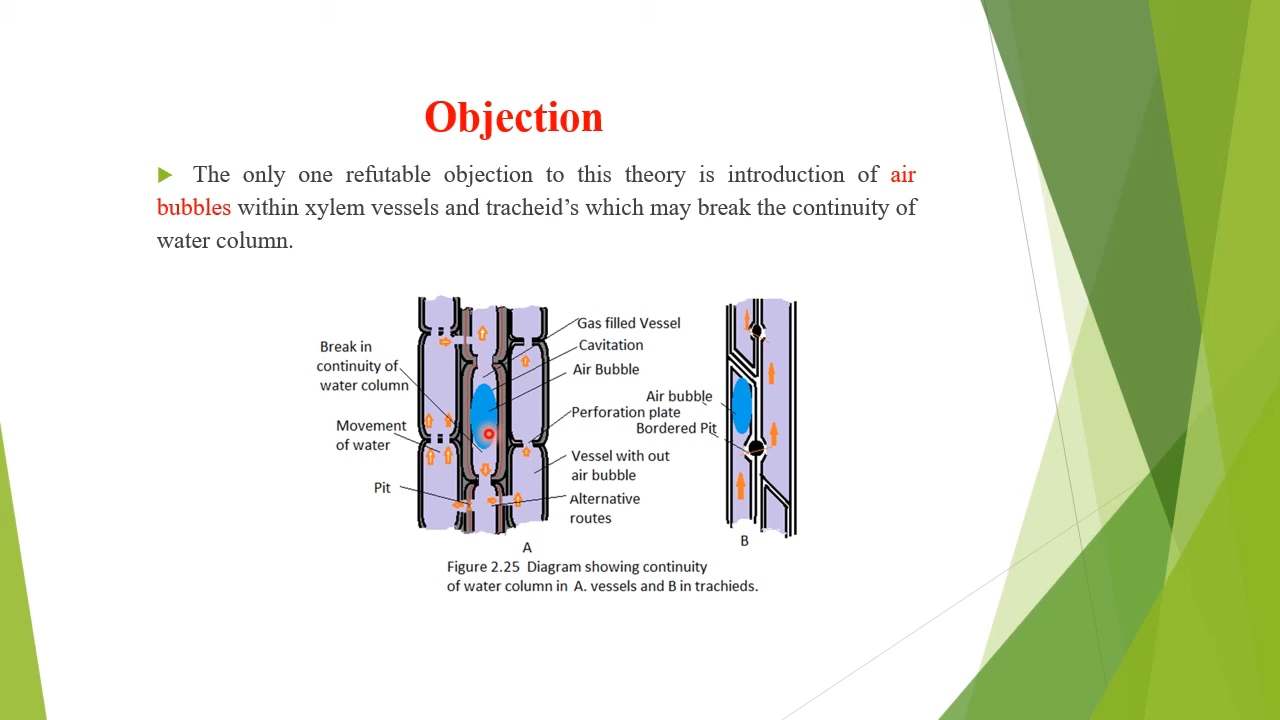 Objection
The only one refutable objection to this theory is introduction of air
bubbles within xylem vessels and tracheid’s which may break the continuity of
water column.
Break in
continuity of
water column
Movement
of water
Pit
Gas filled Vessel
Cavitation
Air Bubble
Perforation plate
Vessel with out
air bubble
Alternative
routes
A
Air bubble
Bordered Pit
B
Figure 2.25 Diagram showing continuity
of water column in A. vessels and B in trachieds.